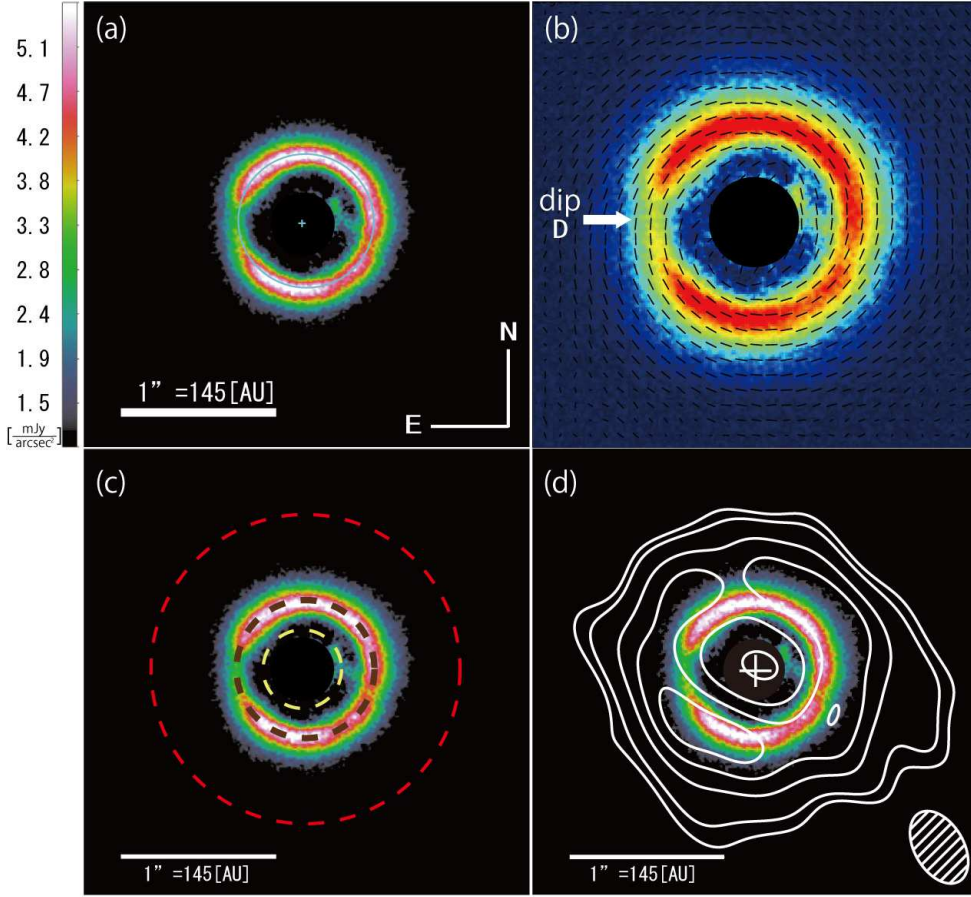 (a)
(b)
5.1
4.7
4.2
3.8
3.3
2.8
2.4
1.9
1.5
[mJy/arcsec²]
dip
D
N
E
1” =145[AU]
(c)
(d)
1” =145[AU]
1” =145[AU]